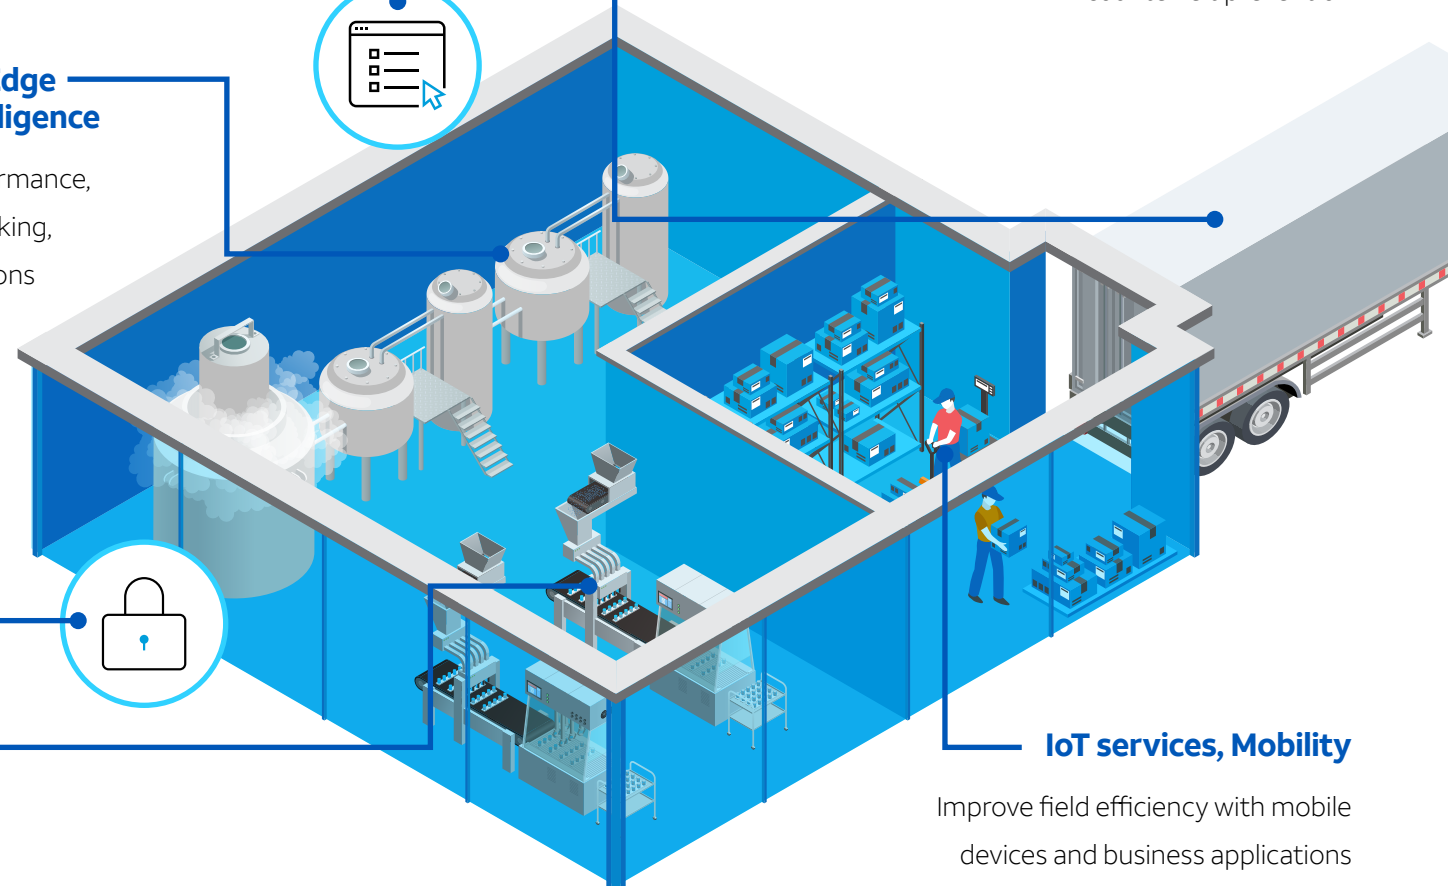 dge
ligence
rmance,
king,
ons
IoT services, Mobility
Improve field efficiency with mobile
devices and business applications